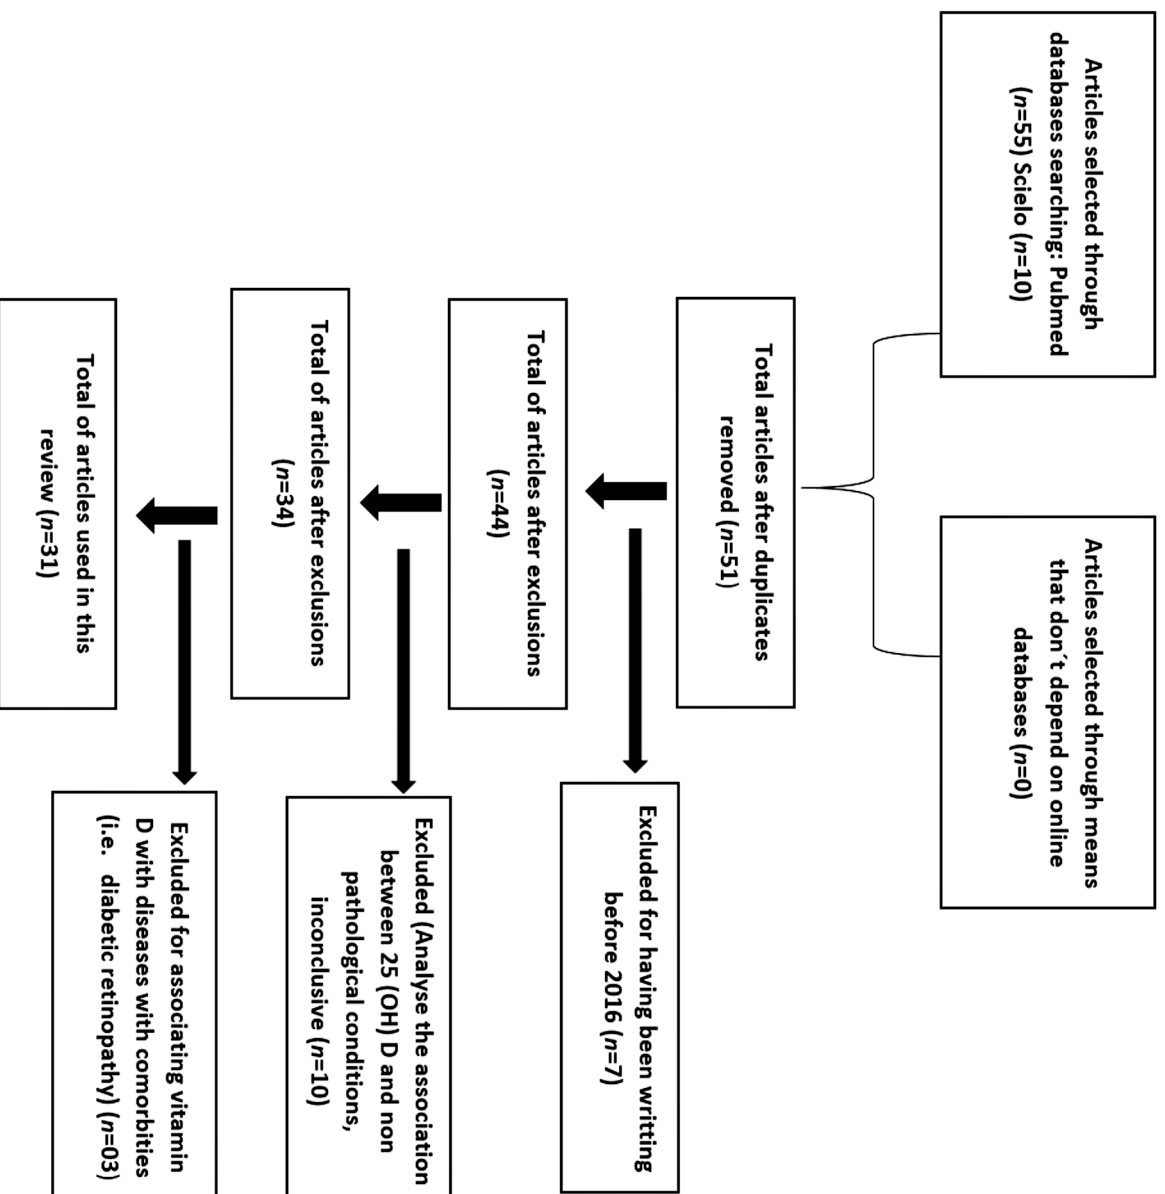 Articles selected through
databases searching: Pubmed
(n=55) Scielo (n=10)
Articles selected through means
that don´t depend on online
databases (n=0)
Total articles after duplicates
removed (n=51)
Excluded for having been writting
before 2016 (n=7)
Total of articles after exclusions
(n=44)
Excluded (Analyse the association
between 25 (OH) D and non
pathological conditions,
inconclusive (n=10)
Total of articles after exclusions
(n=34)
Excluded for associating vitamin
D with diseases with comorbities
(i.e. diabetic retinopathy) (n=03)
Total of articles used in this
review (n=31)